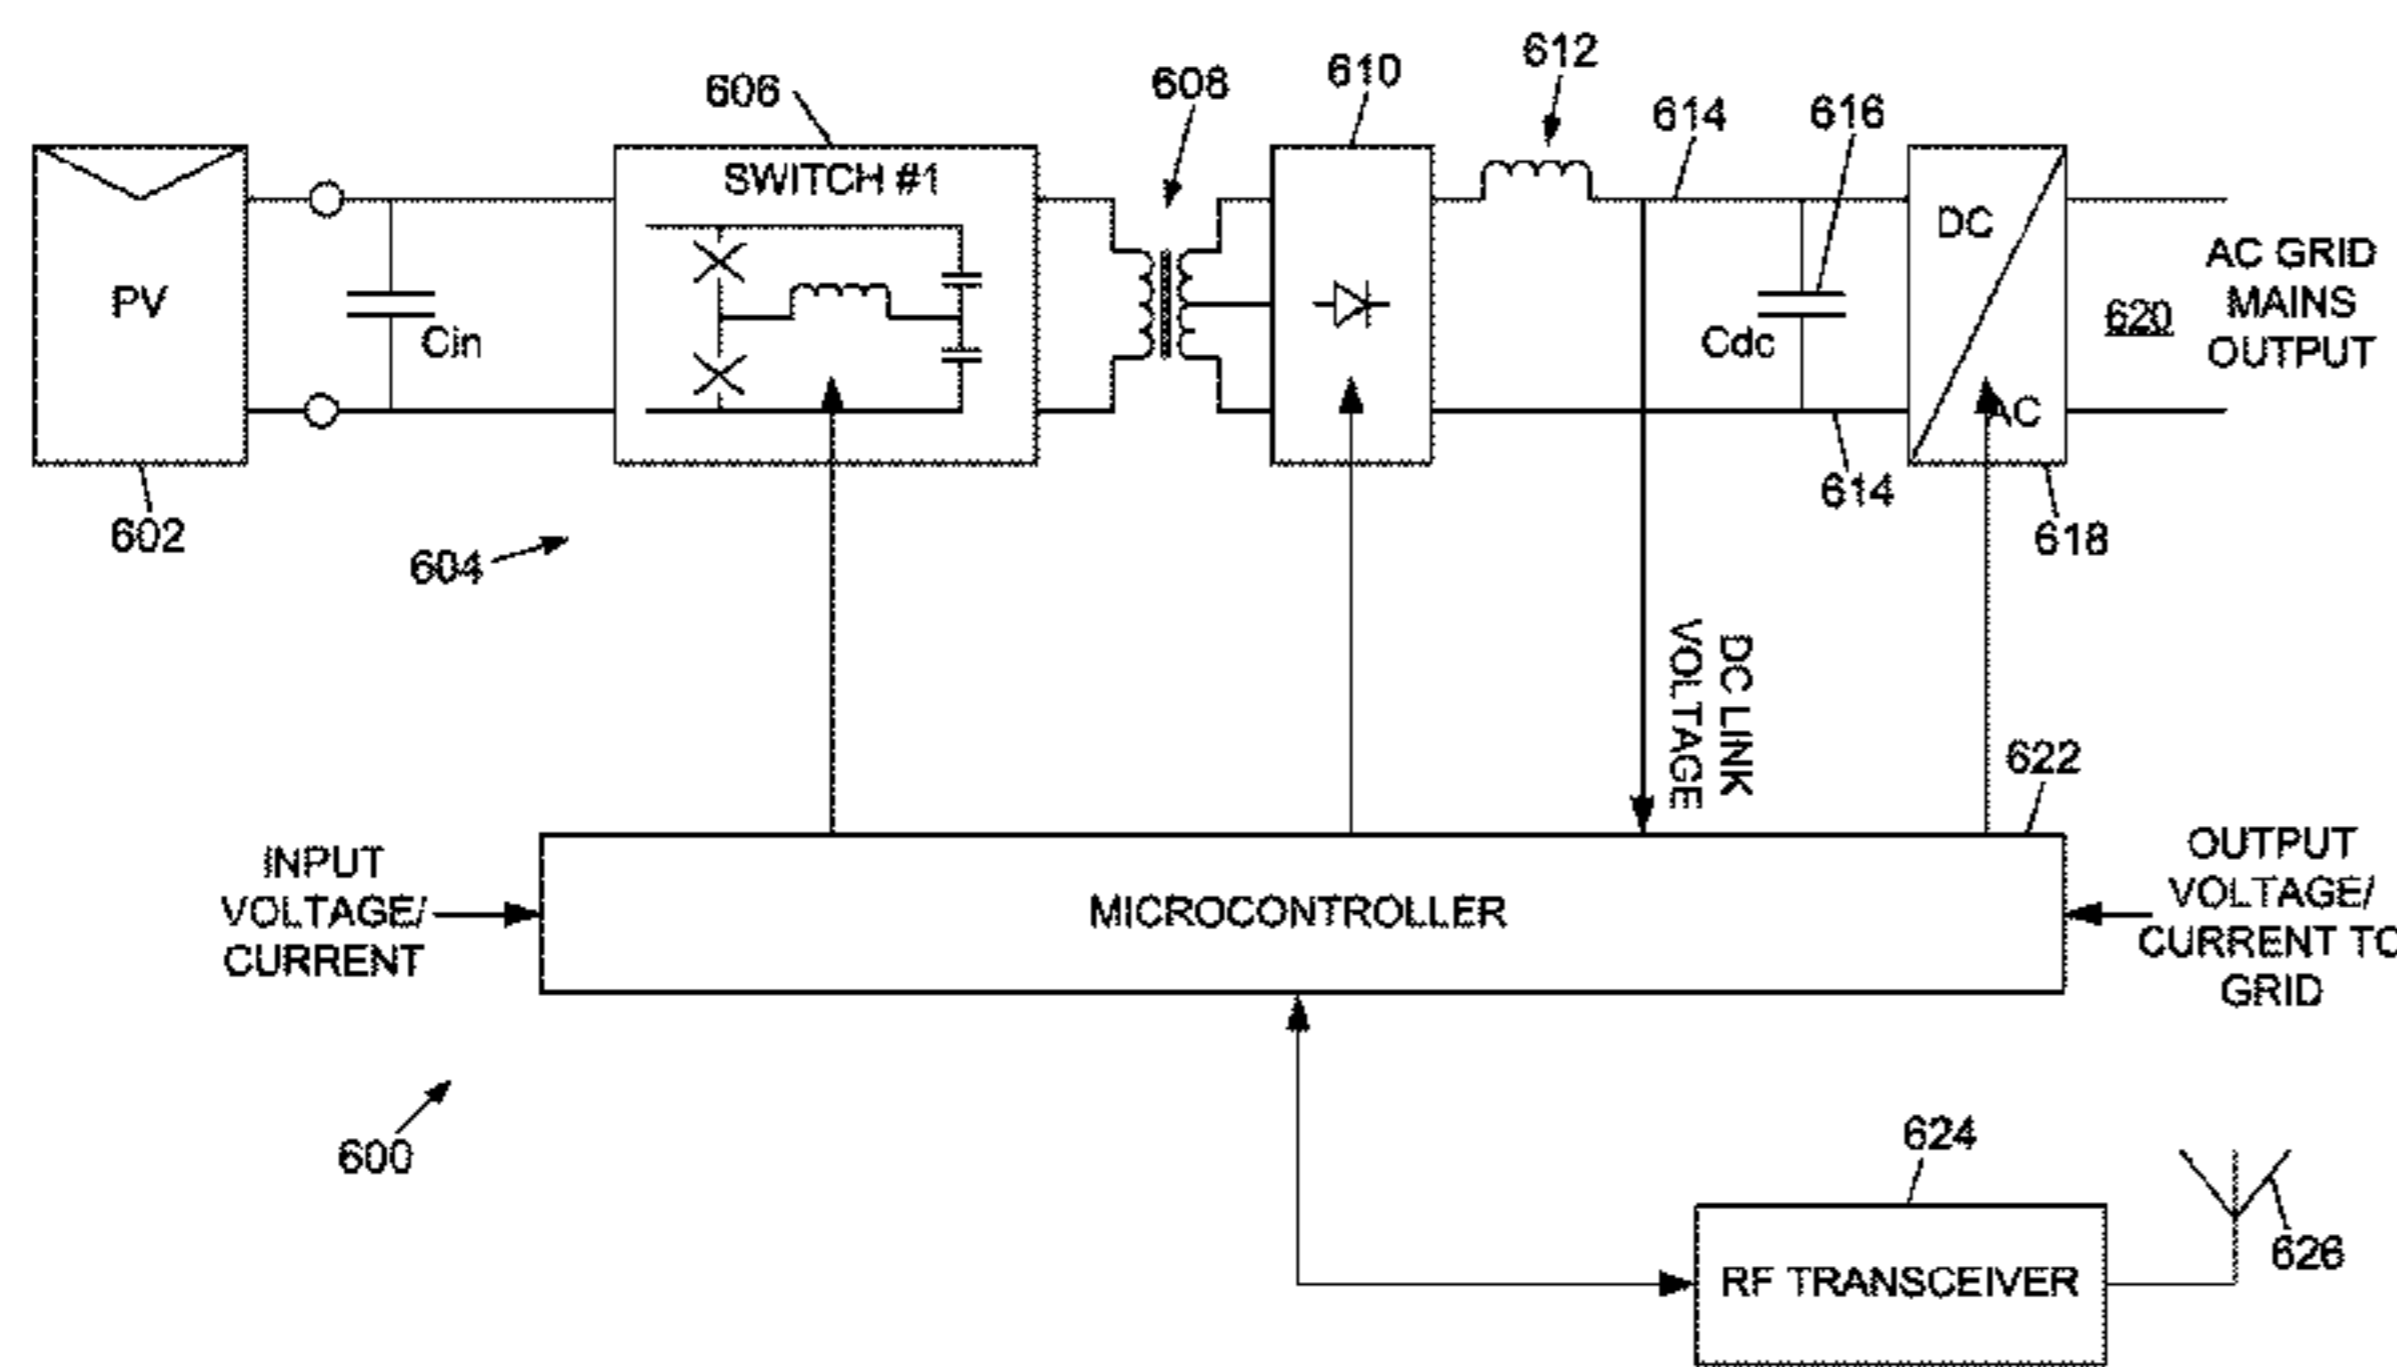 612
610
608
606
614
616
SWITCH #1
DC
AC GRID
MAINS
OUTPUT
620
PV
Cin
Cdc
AC
614
602
604
618
DC LINK
VOLTAGE
622
INPUT
VOLTAGE/
CURRENT
MICROCONTROLLER
OUTPUT
VOLTAGE/
CURRENT TO
GRID
600
624
626
RF TRANSCEIVER